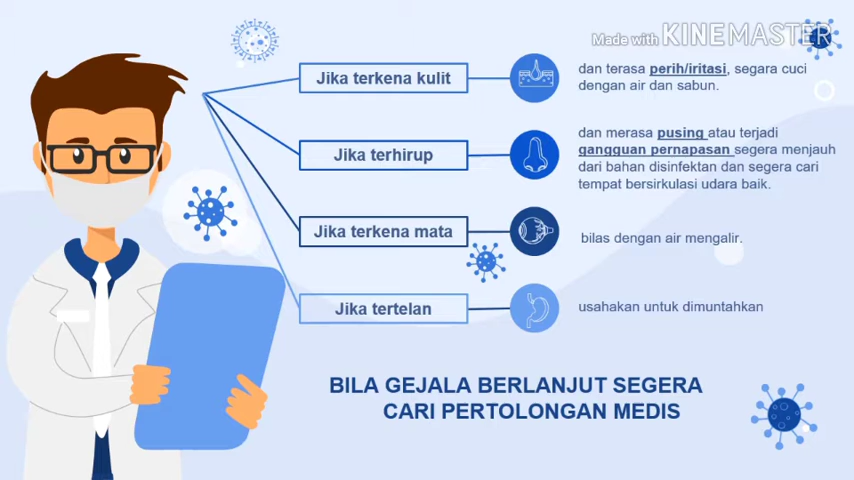 Made with KINEMASTER
Jika terkena kulit
dan terasa perih/iritasi, segara cuci
dengan air dan sabun.
Jika terhirup
dan merasa pusing atau terjadi
gangguan pernapasan segera menjauh
dari bahan disinfektan dan segera cari
tempat bersirkulasi udara baik.
Jika terkena mata
bilas dengan air mengalir.
Jika tertelan
usahakan untuk dimuntahkan
BILA GEJALA BERLANJUT SEGERA
CARI PERTOLONGAN MEDIS